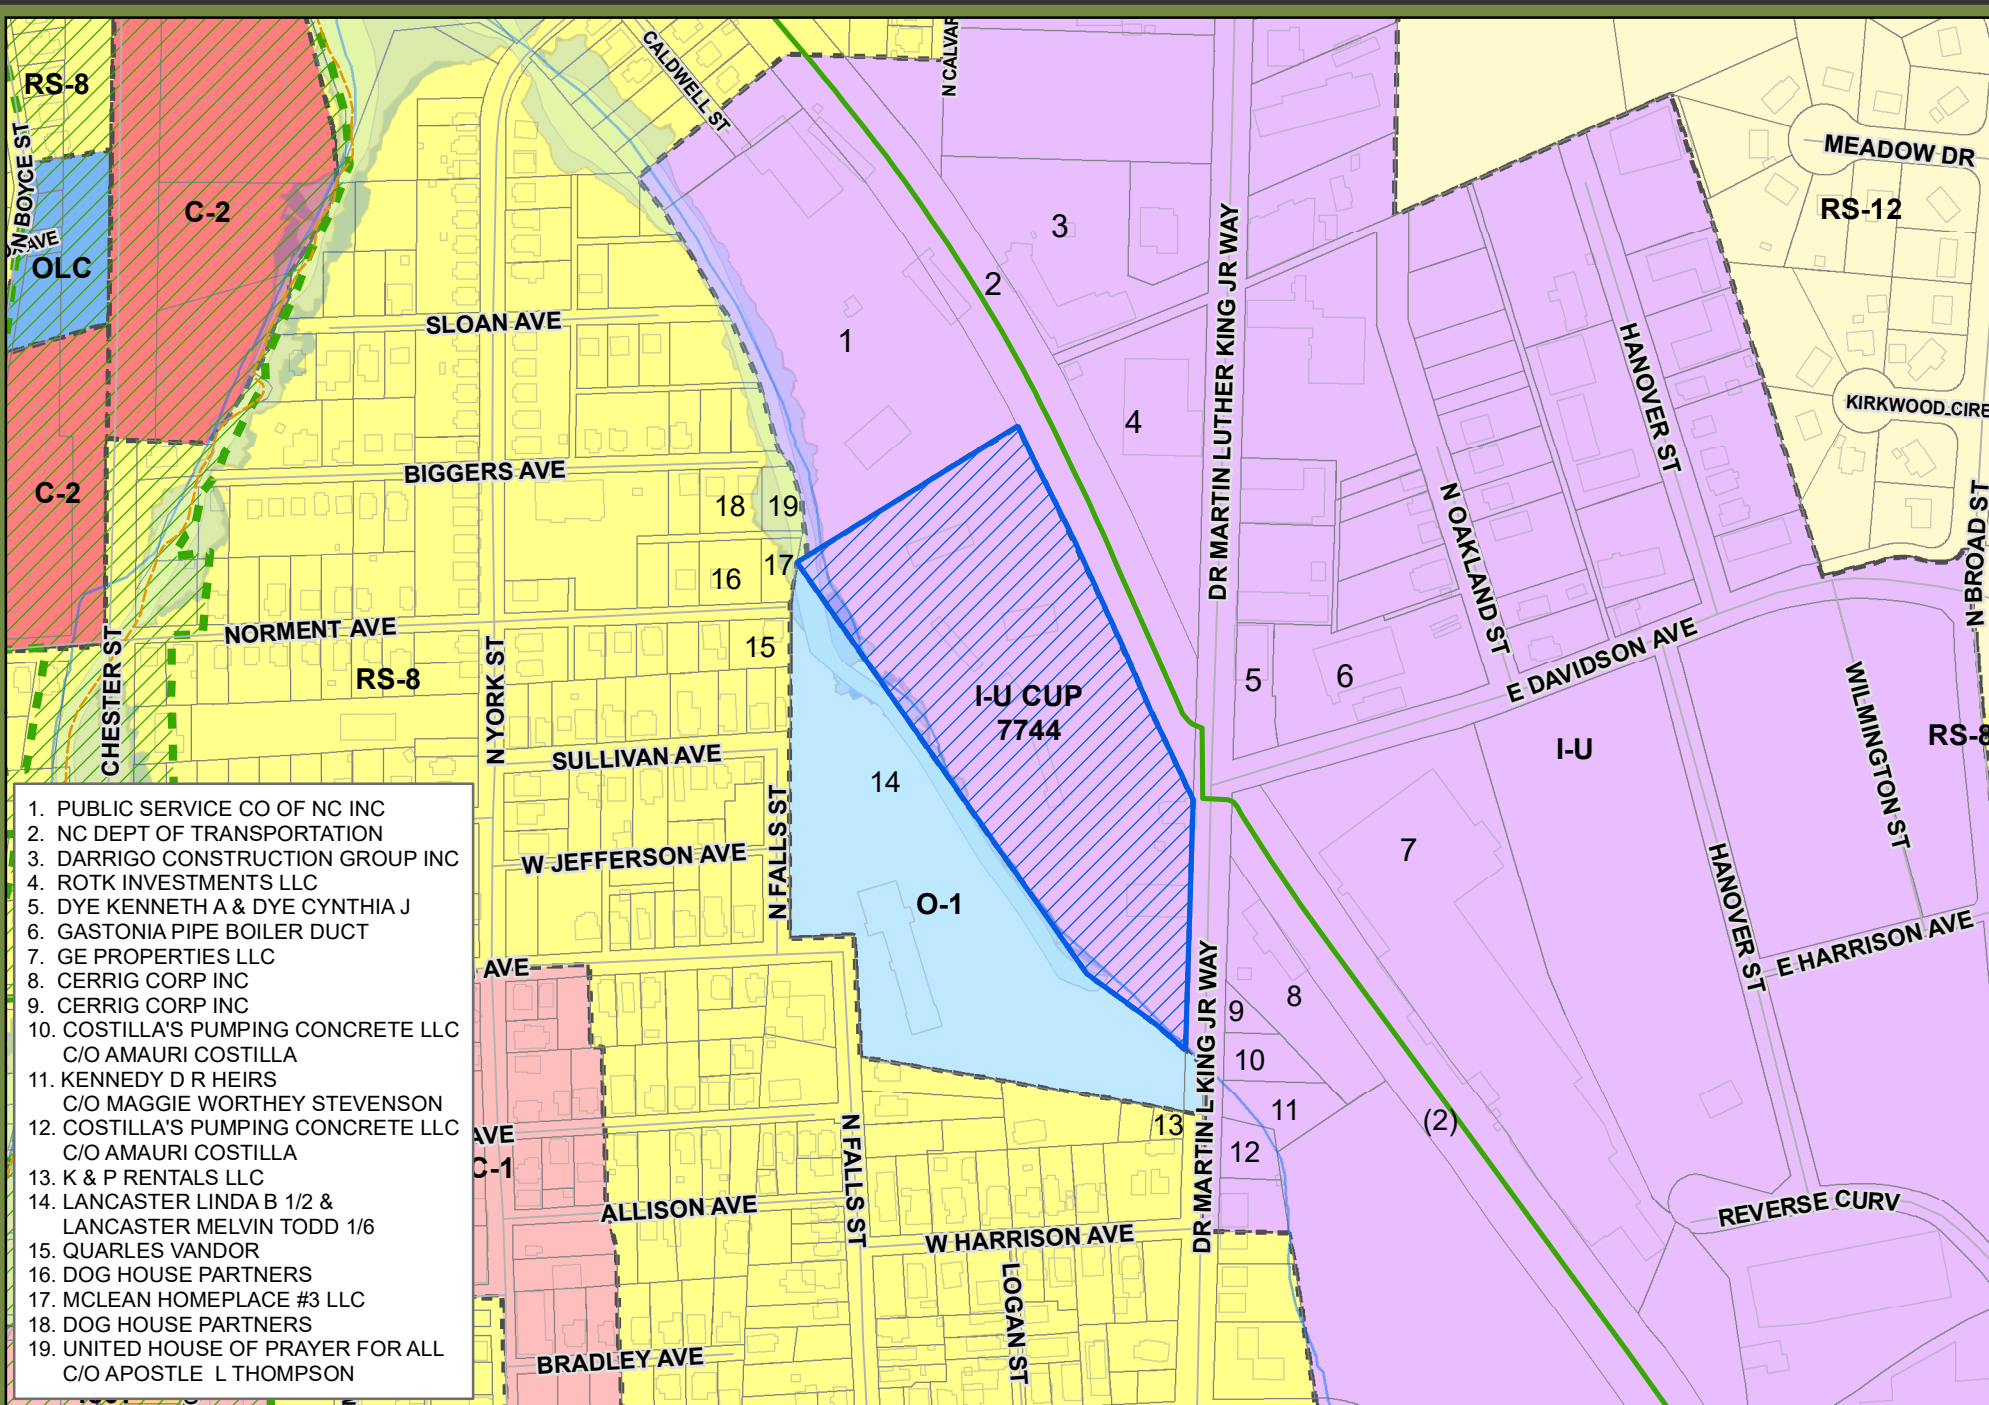 CALDWELL ST
N CALVAR
RS-8
N BOYCE ST
MEADOW DR
C-2
RS-12
AVE
OLC
3
2
DR MARTIN LUTHER KING JR WAY
SLOAN AVE
1
HANOVER ST
KIRKWOOD CIRE
4
BIGGERS AVE
C-2
18
19
N OAKLAND ST
N BROAD ST
17
16
NORMENT AVE
15
CHESTER ST
RS-8
N YORK ST
I-U CUP
7744
5
6
E DAVIDSON AVE
WILMINGTON ST
I-U
RS-8
SULLIVAN AVE
14
N FALLS ST
W JEFFERSON AVE
7
HANOVER ST
O-1
E HARRISON AVE
AVE
8
9
DR MARTIN L KING JR WAY
10
11
(2)
13
12
AVE
C-1
N FALLS ST
ALLISON AVE
W HARRISON AVE
REVERSE CURV
LOGAN ST
BRADLEY AVE
1. PUBLIC SERVICE CO OF NC INC
2. NC DEPT OF TRANSPORTATION
3. DARRIGO CONSTRUCTION GROUP INC
4. ROTK INVESTMENTS LLC
5. DYE KENNETH A & DYE CYNTHIA J
6. GASTONIA PIPE BOILER DUCT
7. GE PROPERTIES LLC
8. CERRIG CORP INC
9. CERRIG CORP INC
10. COSTILLA'S PUMPING CONCRETE LLC
C/O AMAURI COSTILLA
11. KENNEDY D R HEIRS
C/O MAGGIE WORTHEY STEVENSON
12. COSTILLA'S PUMPING CONCRETE LLC
C/O AMAURI COSTILLA
13. K & P RENTALS LLC
14. LANCASTER LINDA B 1/2 &
LANCASTER MELVIN TODD 1/6
15. QUARLES VANDOR
16. DOG HOUSE PARTNERS
17. MCLEAN HOMEPLACE #3 LLC
18. DOG HOUSE PARTNERS
19. UNITED HOUSE OF PRAYER FOR ALL
C/O APOSTLE L THOMPSON